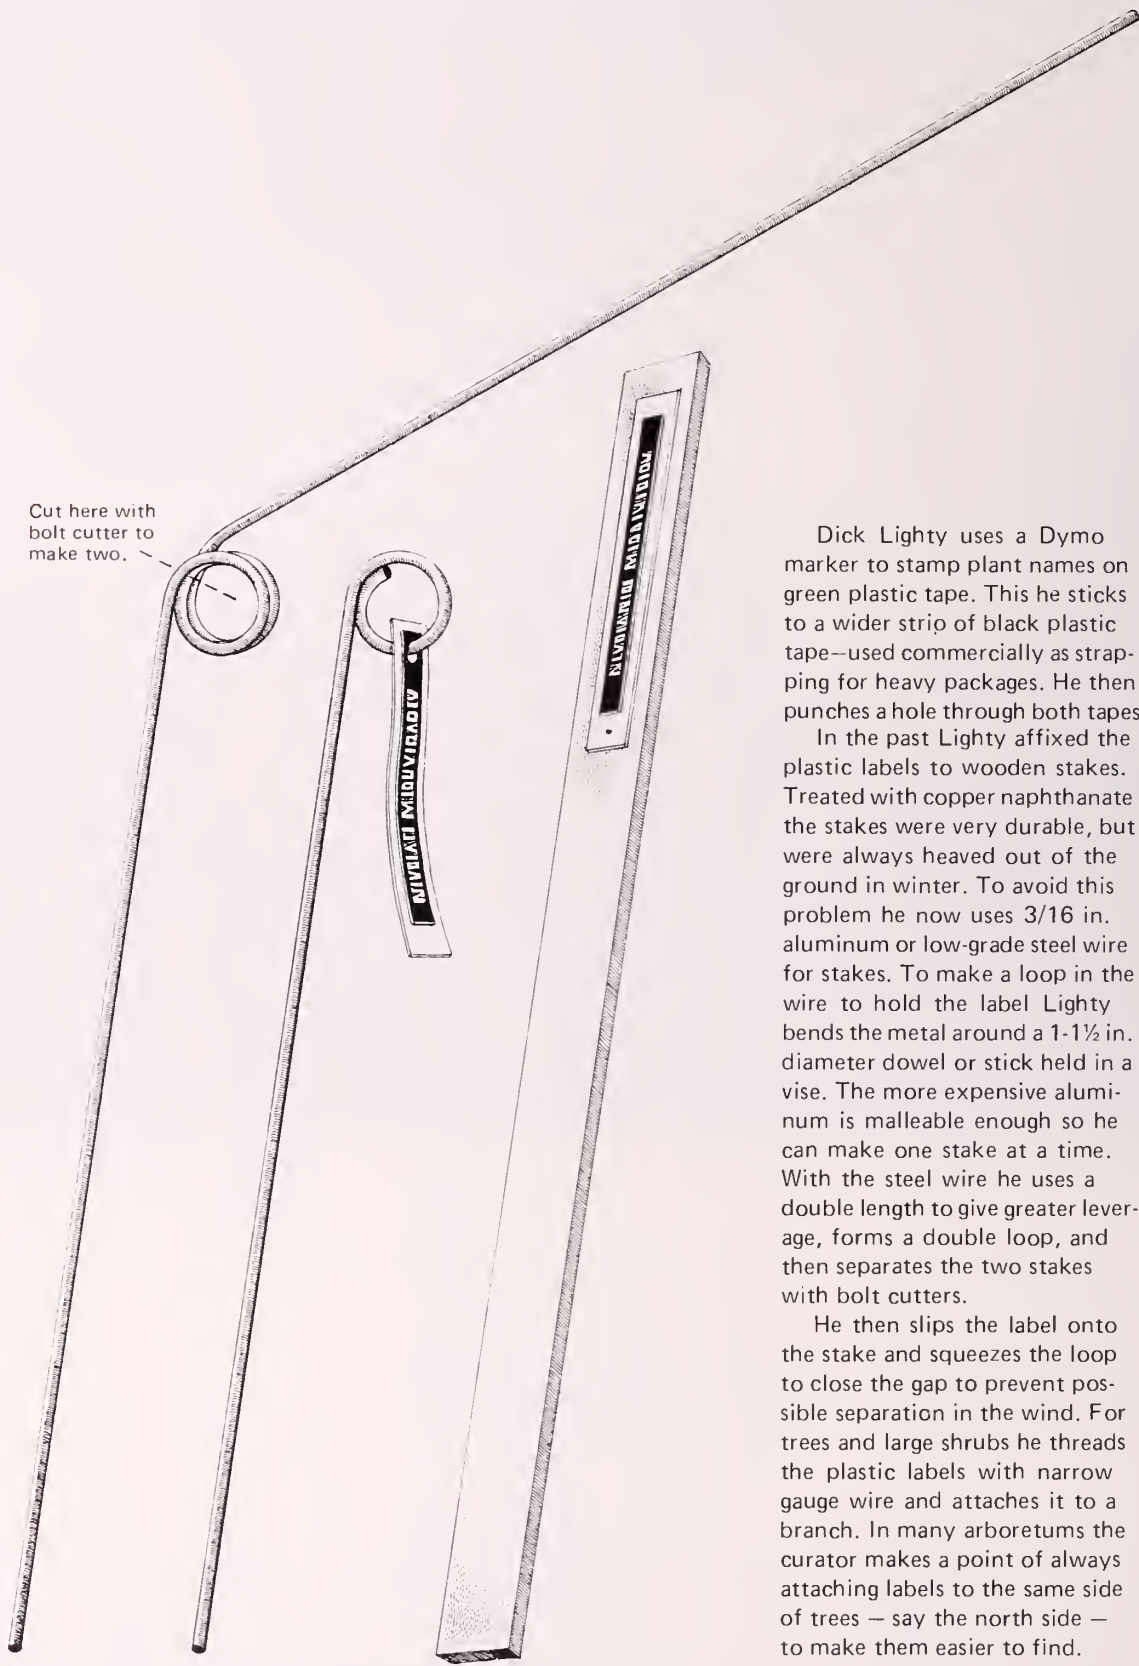 Cut here with
bolt cutter to
make two.
Dick Lighty uses a Dymo
marker to stamp plant names on
green plastic tape. This he sticks
to a wider strip of black plastic
tape—used commercially as strap-
ping for heavy packages. He then
punches a hole through both tapes
In the past Lighty affixed the
plastic labels to wooden stakes.
Treated with copper naphthanate
the stakes were very durable, but
were always heaved out of the
ground in winter. To avoid this
problem he now uses 3/16 in.
aluminum or low-grade steel wire
for stakes. To make a loop in the
wire to hold the label Lighty
bends the metal around a 1-1½ in.
diameter dowel or stick held in a
vise. The more expensive alumi-
num is malleable enough so he
can make one stake at a time.
With the steel wire he uses a
double length to give greater lever-
age, forms a double loop, and
then separates the two stakes
with bolt cutters.
He then slips the label onto
the stake and squeezes the loop
to close the gap to prevent pos-
sible separation in the wind. For
trees and large shrubs he threads
the plastic labels with narrow
gauge wire and attaches it to a
branch. In many arboretums the
curator makes a point of always
attaching labels to the same side
of trees — say the north side —
to make them easier to find.